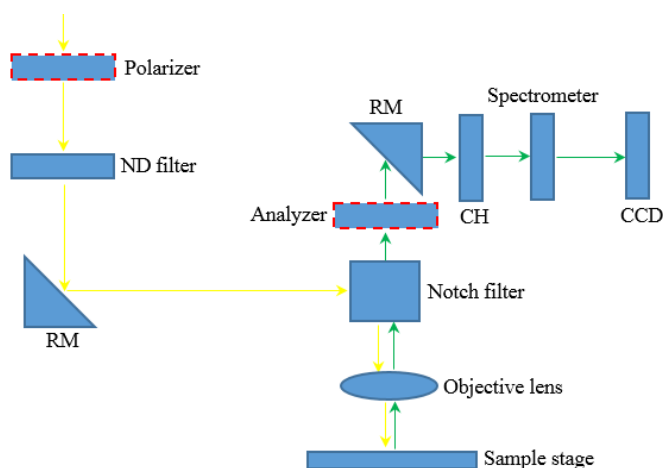 Polarizer
ND filter
RM
RM
Spectrometer
Analyzer
CH
CCD
Notch filter
Objective lens
Sample stage